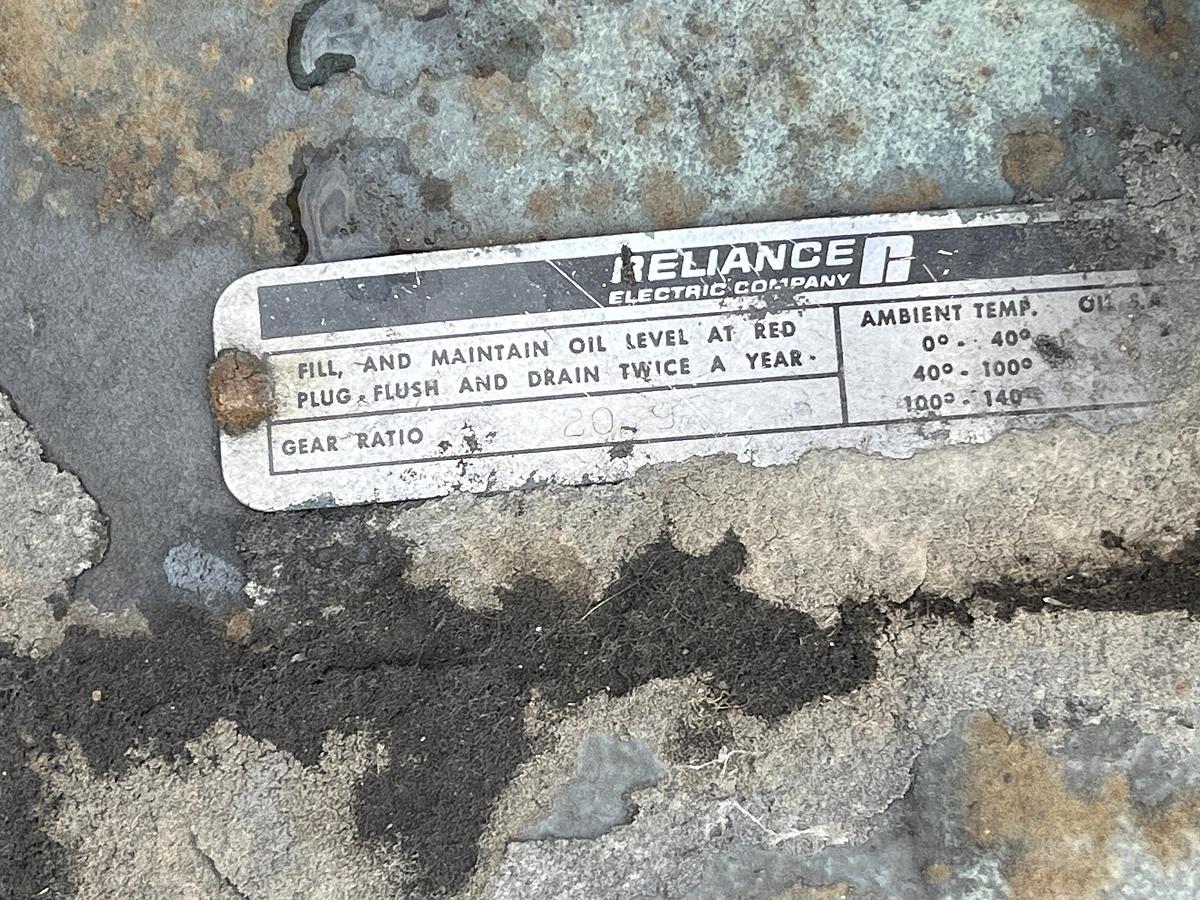 RELIANCE
ELECTRIC COMPANY
FILL, AND MAINTAIN OIL LEVEL AT RED
PLUG. FLUSH AND DRAIN TWICE A YEAR.
GEAR RATIO
AMBIENT TEMP. OIL
0° - 40°
40° - 100°
100° - 140°